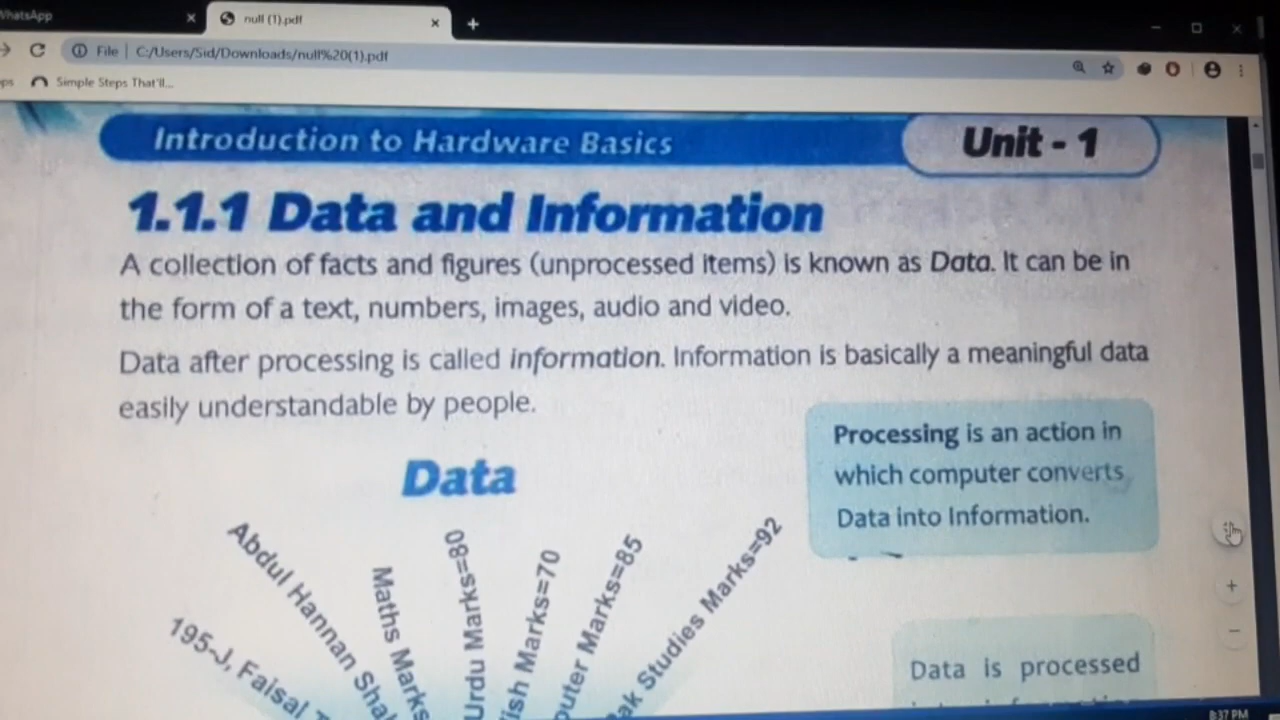 WhatsApp
null (1).pdf
File | C:/Users/Sid/Downloads/null%20(1).pdf
Simple Steps That'll...
Introduction to Hardware Basics
Unit - 1
1.1.1 Data and Information
A collection of facts and figures (unprocessed items) is known as Data. It can be in
the form of a text, numbers, images, audio and video.
Data after processing is called information. Information is basically a meaningful data
easily understandable by people.
Processing is an action in
which computer converts
Data into Information.
Data
195-J, Faisal
Abdul Hannan
Maths Marks
Urdu Marks=80
Marks=70
Marks=85
Studies Marks=92
Data is processed
8:37 PM